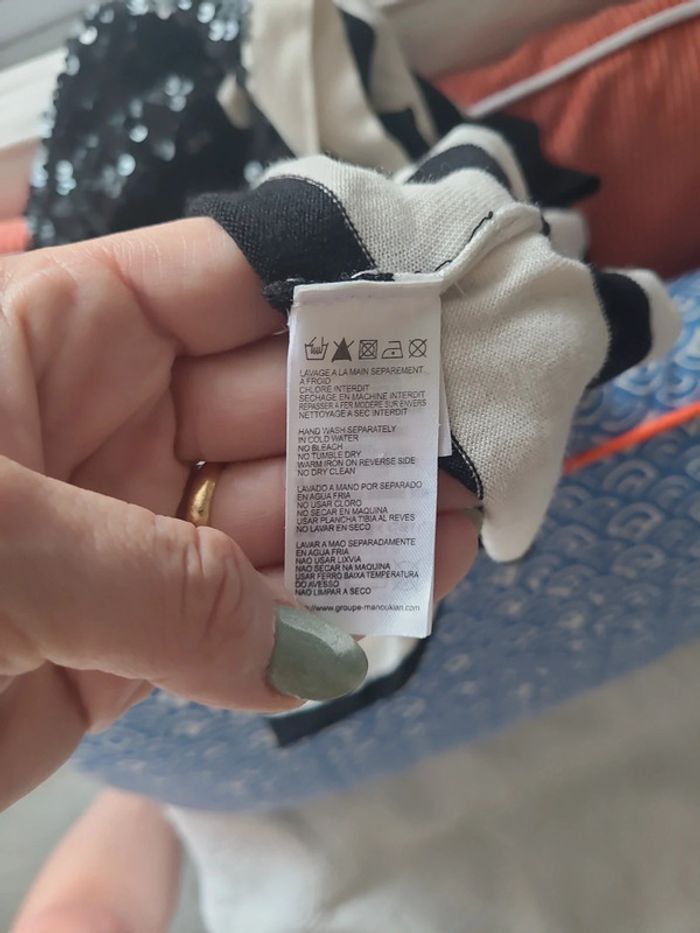 LAVAGE A LA MAIN SEPAREMENT
A FROID
CHLORE INTERDIT
SECHAGE EN MACHINE INTERDIT
REPASSER A FER MODERE SUR ENVERS
NETTOYAGE A SEC INTERDIT
HAND WASH SEPARATELY
IN COLD WATER
NO BLEACH
NO TUMBLE DRY
WARM IRON ON REVERSE SIDE
NO DRY CLEAN
LAVADO A MANO POR SEPARADO
EN AGUA FRIA
NO USAR CLORO
NO SECAR EN MAQUINA
USAR PLANCHA TIBIA AL REVES
NO LAVAR EN SECO
LAVAR A MAO SEPARADAMENTE
EN AGUA FRIA
NAO USAR LIXVIA
NAO SECAR NA MAQUINA
USAR FERRO BAIXA TEMPERATURA
DO AVESSO
NAO LIMPAR A SECO
://www.groupe-manoukian.com